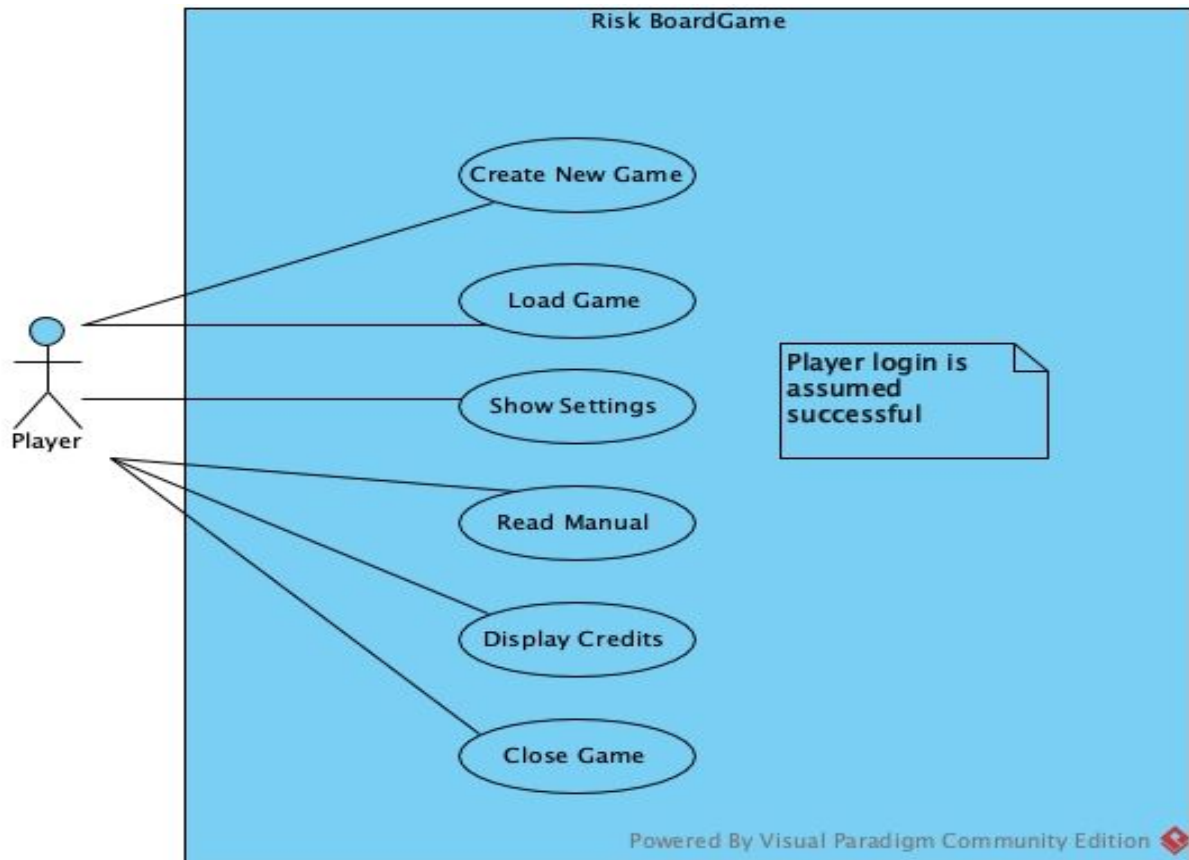 Risk BoardGame
Create New Game
Load Game
Player login is
assumed
successful
Show Settings
Player
Read Manual
Display Credits
Close Game
Powered By Visual Paradigm Community Edition